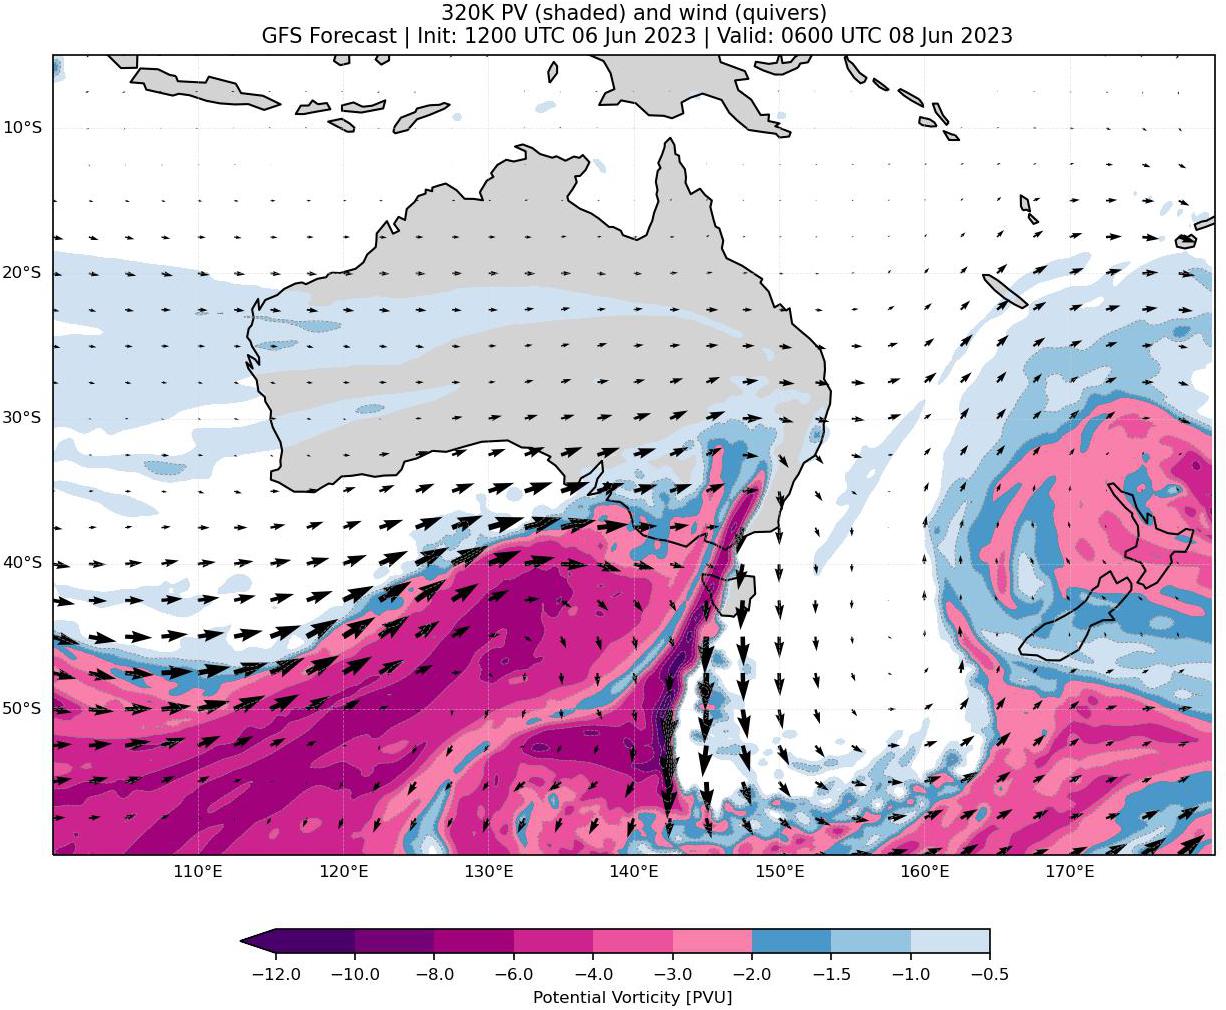 320K PV (shaded) and wind (quivers)
GFS Forecast | Init: 1200 UTC 06 Jun 2023 | Valid: 0600 UTC 08 Jun 2023
10°S
20°S
30°S
40°S
50°S
110°E 120°E 130°E 140°E 150°E 160°E 170°E
−12.0 −10.0 −8.0 −6.0 −4.0 −3.0 −2.0 −1.5 −1.0 −0.5
Potential Vorticity [PVU]